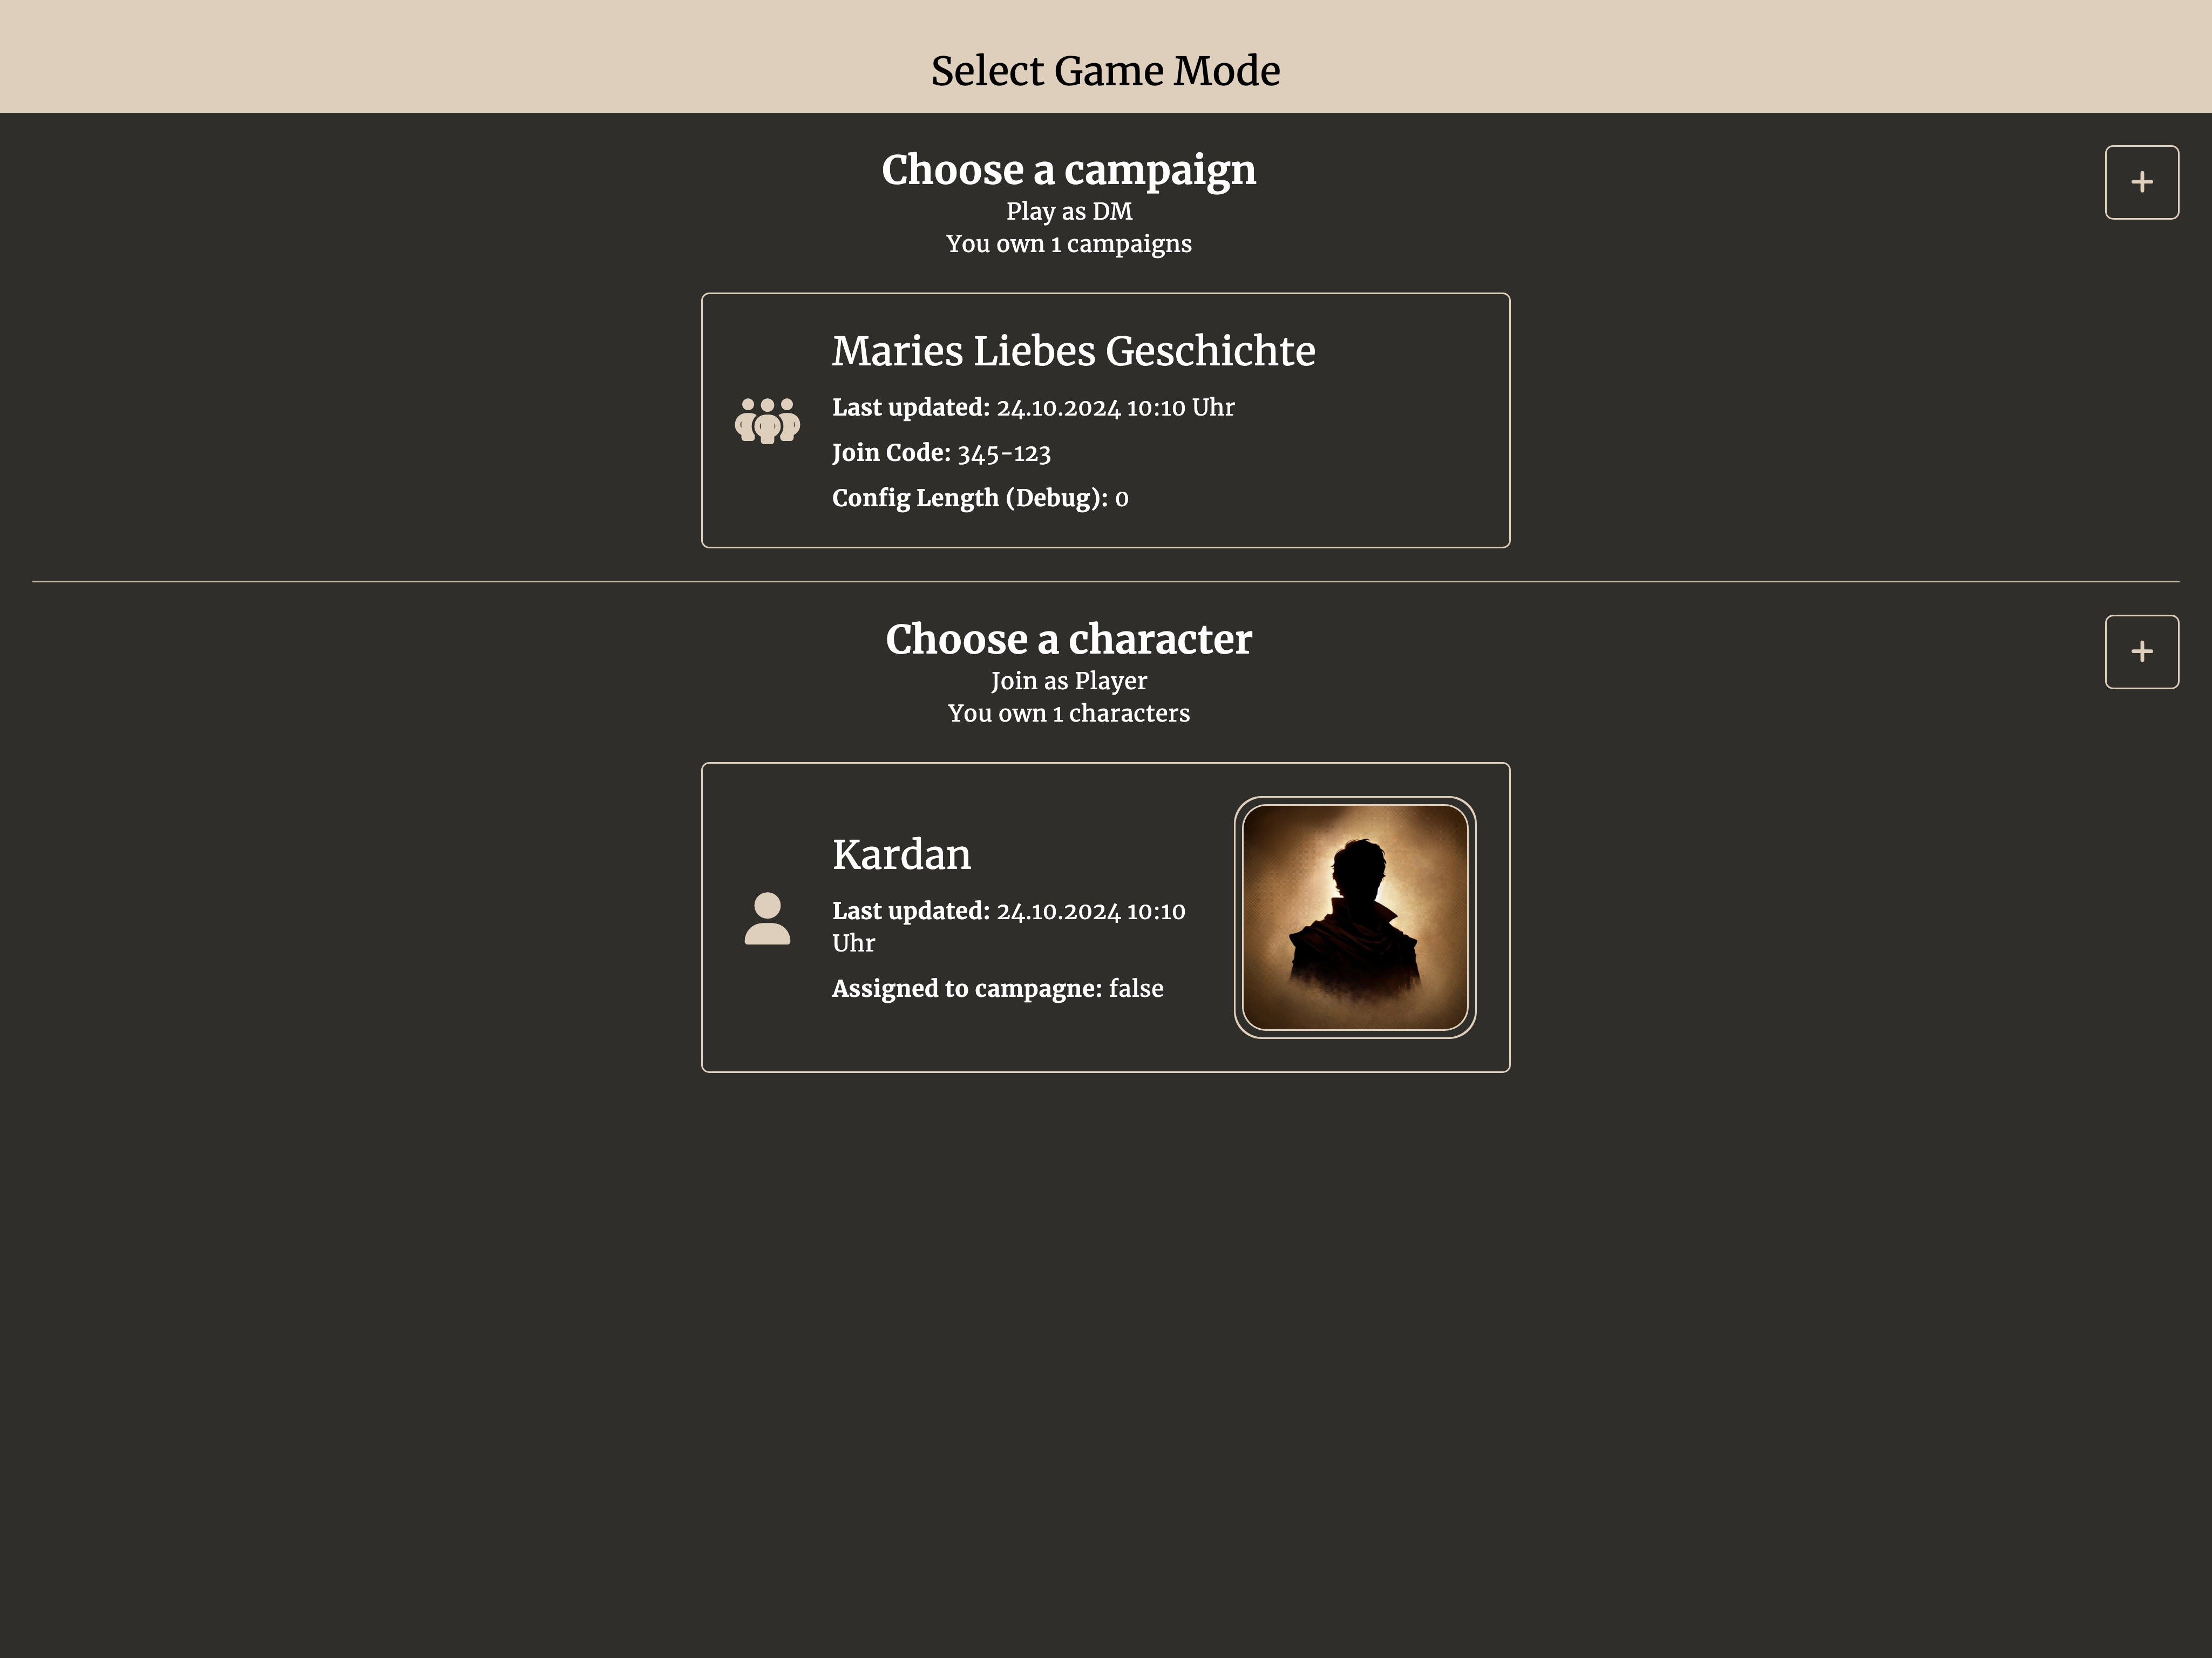 Select Game Mode
Choose a campaign
Play as DM
You own 1 campaigns
Maries Liebes Geschichte
Last updated: 24.10.2024 10:10 Uhr
Join Code: 345-123
Config Length (Debug): 0
Choose a character
Join as Player
You own 1 characters
Kardan
Last updated: 24.10.2024 10:10
Uhr
Assigned to campagne: false